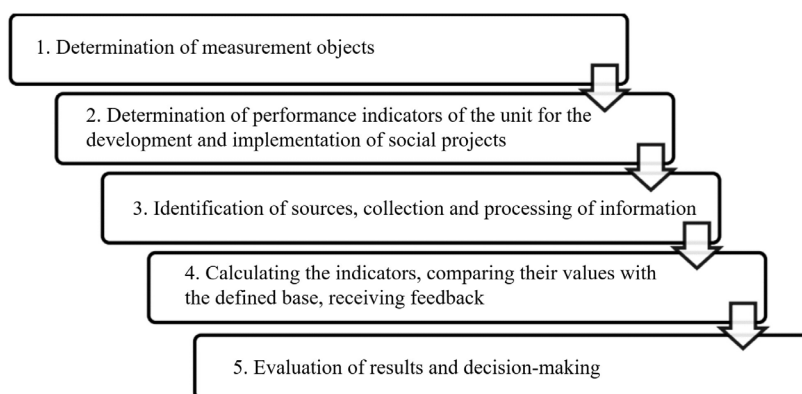 1. Determination of measurement objects
2. Determination of performance indicators of the unit for the
development and implementation of social projects
3. Identification of sources, collection and processing of information
4. Calculating the indicators, comparing their values with
the defined base, receiving feedback
5. Evaluation of results and decision-making